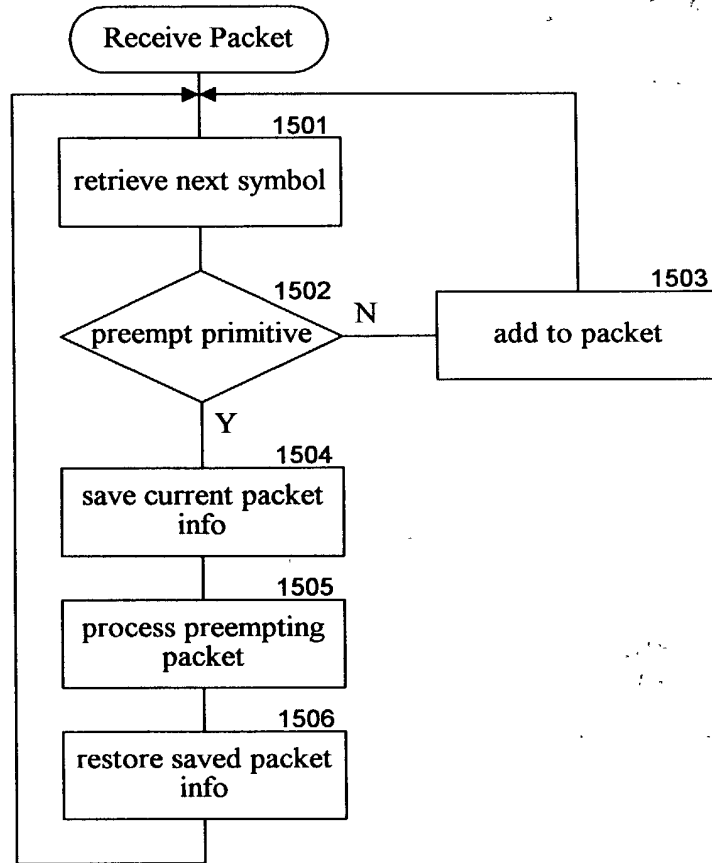 Receive Packet
1501
retrieve next symbol
1502
preempt primitive
N
1503
add to packet
Y
1504
save current packet
info
1505
process preempting
packet
1506
restore saved packet
info